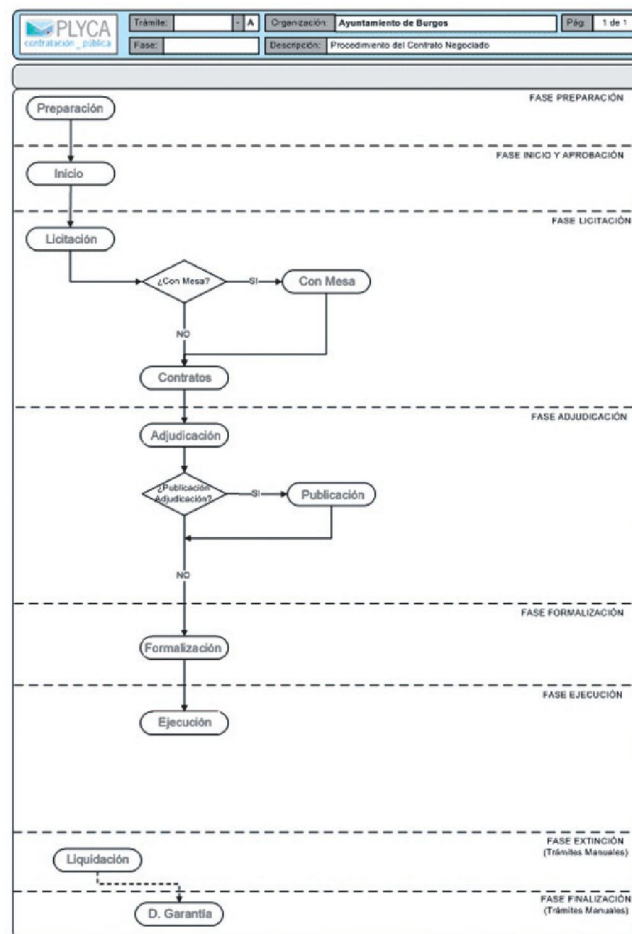 PLYCA
contratación _ pública
Trámite: - A Organización: Ayuntamiento de Burgos Pág: 1 de 1
Fase: Descripción: Procedimiento del Contrato Negociado
FASE PREPARACIÓN
Preparación
FASE INICIO Y APROBACIÓN
Inicio
FASE LICITACIÓN
Licitación
¿Con Mesa? SI Con Mesa
NO
Contratos
FASE ADJUDICACIÓN
Adjudicación
¿Publicación
Adjudicación? SI Publicación
NO
FASE FORMALIZACIÓN
Formalización
FASE EJECUCIÓN
Ejecución
FASE EXTINCIÓN
(Trámites Manuales)
Liquidación
FASE FINALIZACIÓN
(Trámites Manuales)
D. Garantía